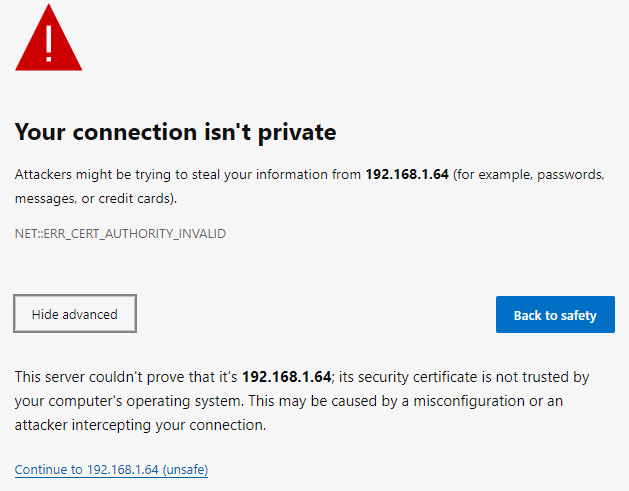 Your connection isn't private
Attackers might be trying to steal your information from 192.168.1.64 (for example, passwords,
messages, or credit cards).
NET::ERR_CERT_AUTHORITY_INVALID
Hide advanced
Back to safety
This server couldn't prove that it's 192.168.1.64; its security certificate is not trusted by
your computer's operating system. This may be caused by a misconfiguration or an
attacker intercepting your connection.
Continue to 192.168.1.64 (unsafe)